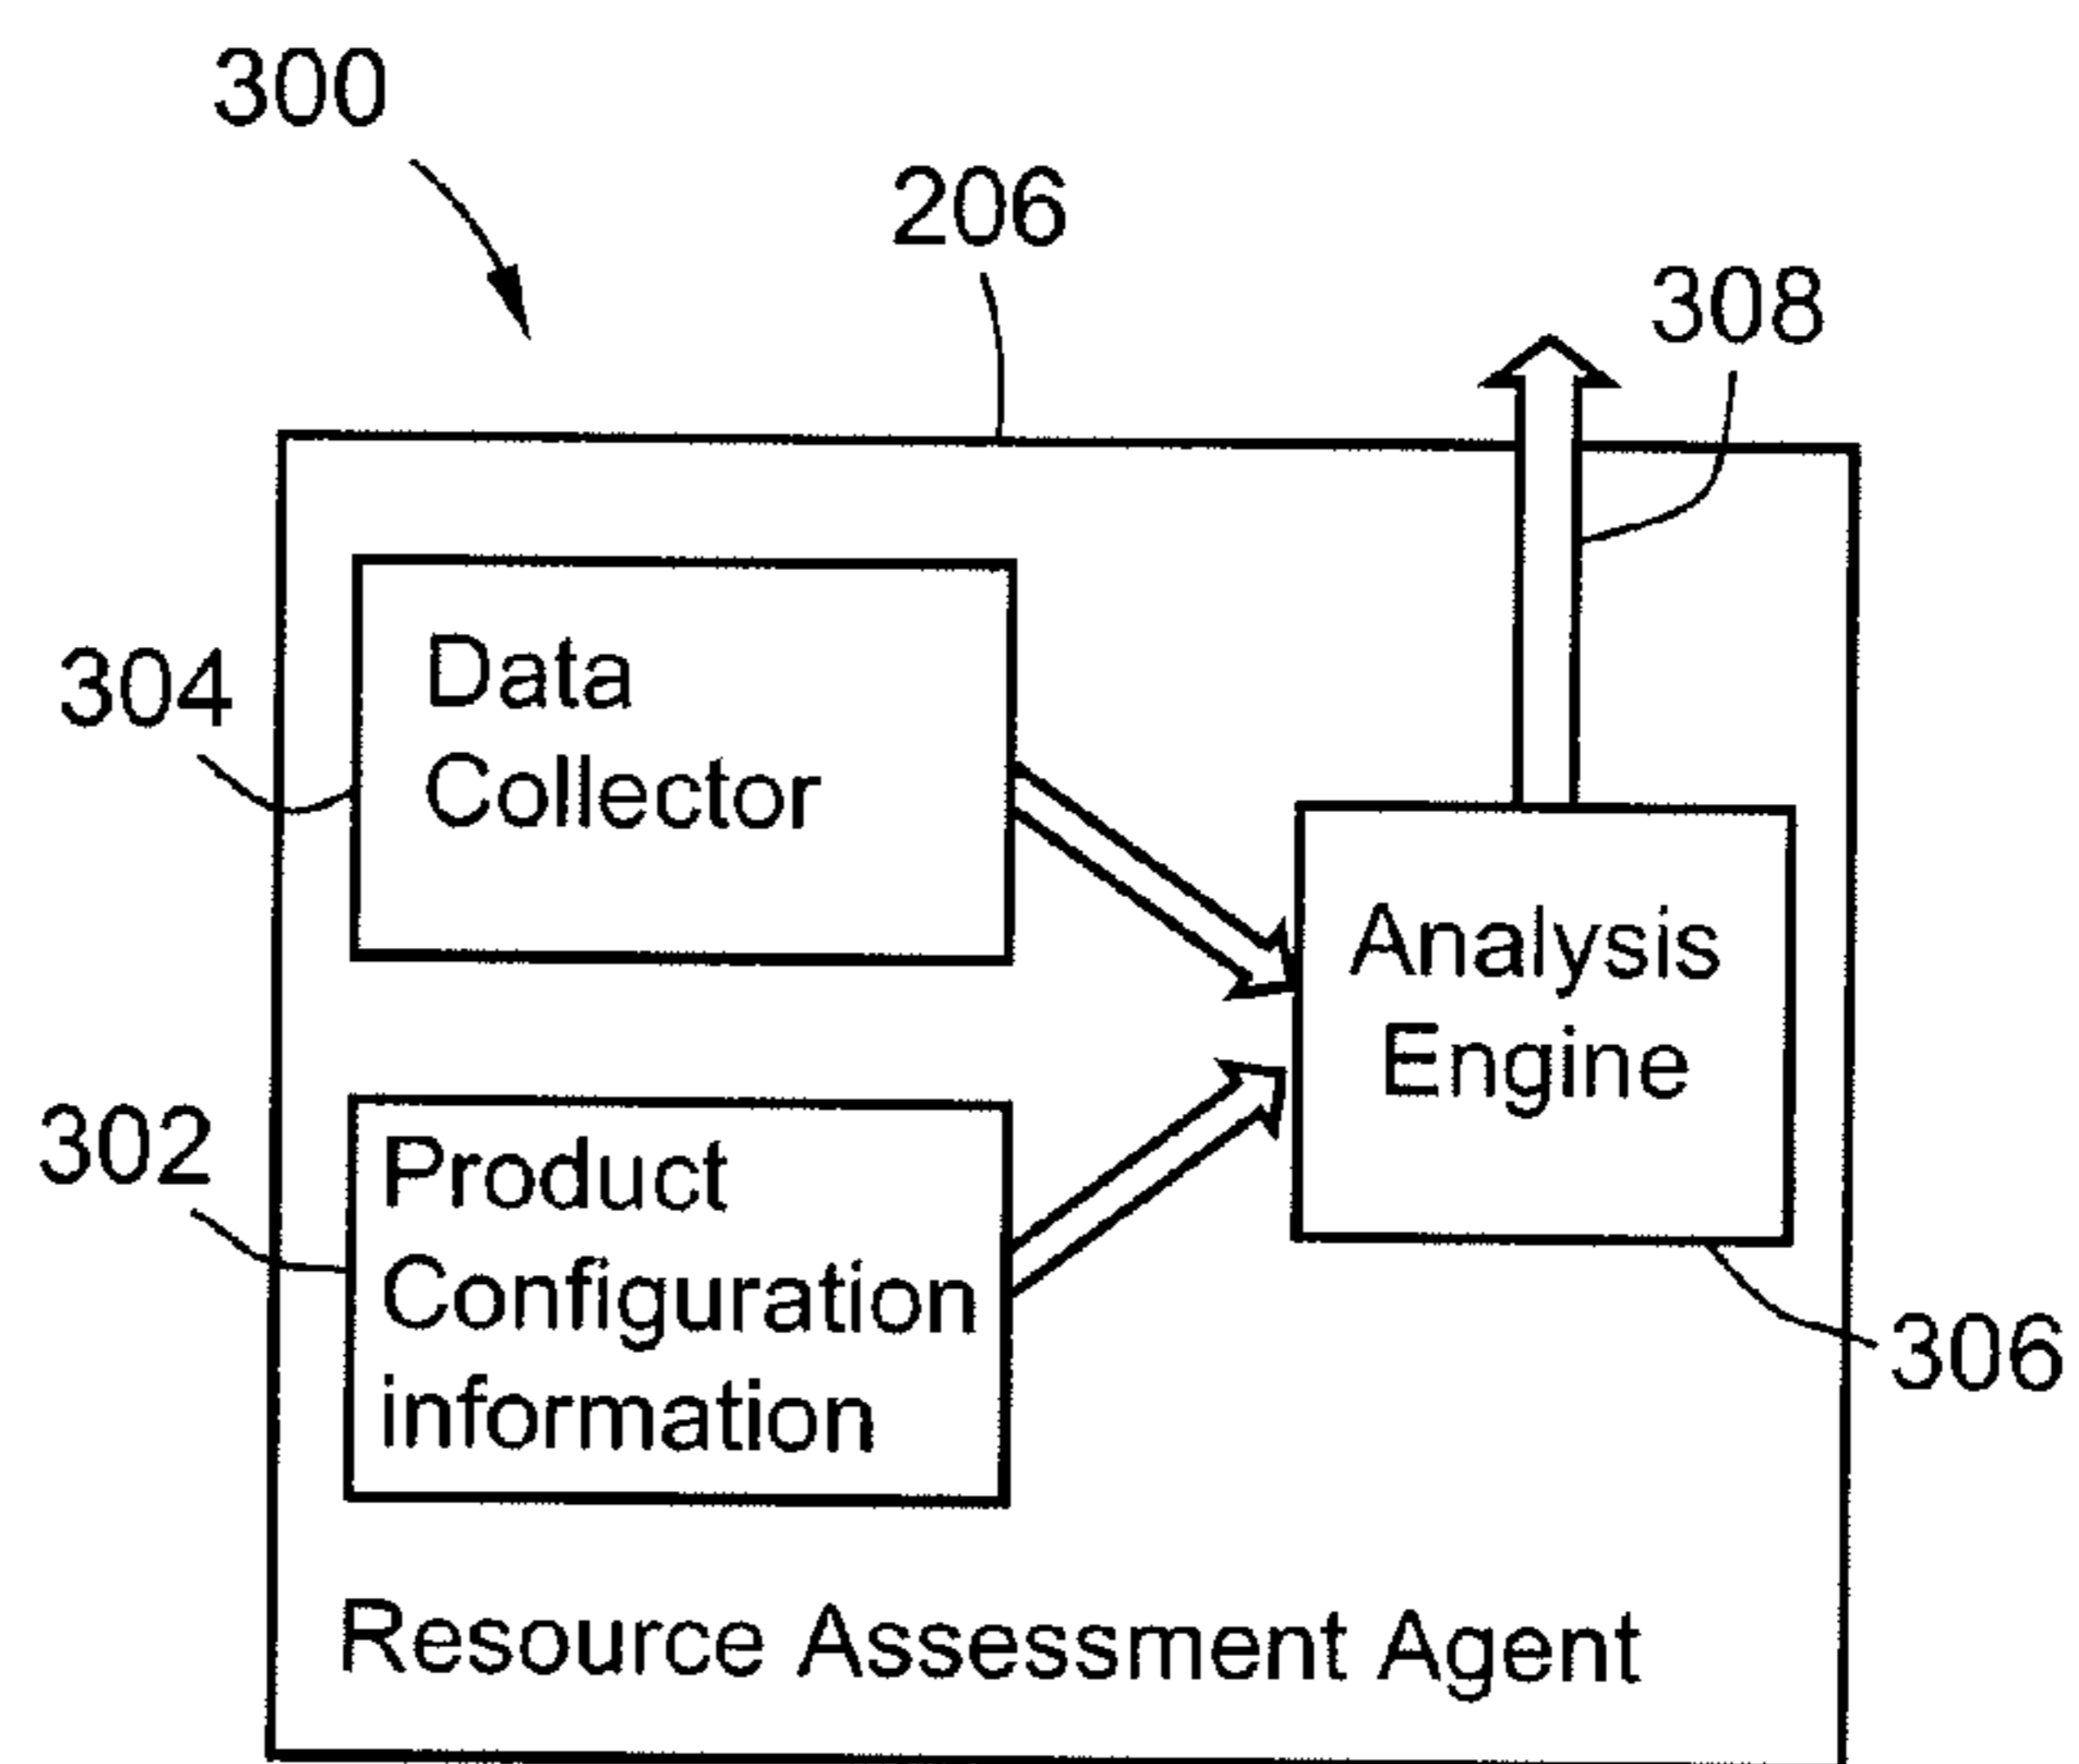 300
206
308
304
Data
Collector
Analysis
Engine
302
Product
Configuration
information
306
Resource Assessment Agent